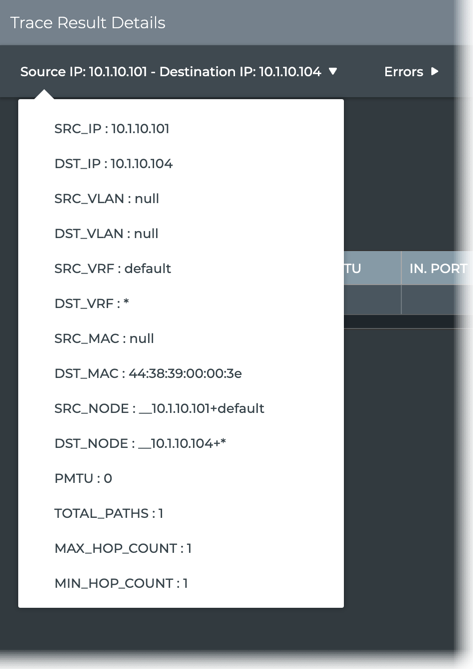 Trace Result Details
Source IP: 10.1.10.101 - Destination IP: 10.1.10.104 ▼ Errors ▶
SRC_IP : 10.1.10.101
DST_IP : 10.1.10.104
SRC_VLAN : null
DST_VLAN : null
SRC_VRF : default
TU IN. PORT
DST_VRF : *
SRC_MAC : null
DST_MAC : 44:38:39:00:00:3e
SRC_NODE : __10.1.10.101+default
DST_NODE : __10.1.10.104+*
PMTU : 0
TOTAL_PATHS : 1
MAX_HOP_COUNT : 1
MIN_HOP_COUNT : 1